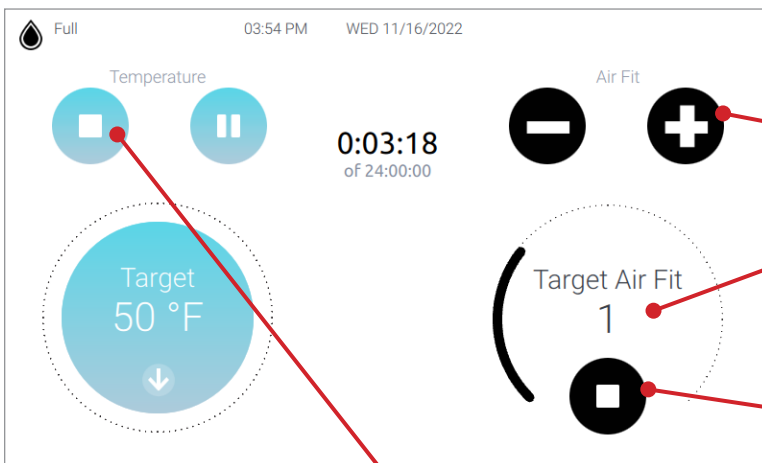 Full
03:54 PM
WED 11/16/2022
Temperature
Air Fit
0:03:18
of 24:00:00
Target
50 °F
Target Air Fit
1